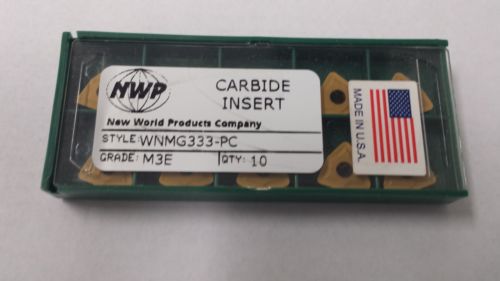 NWP
CARBIDE
INSERT
New World Products Company
STYLE: WNMG333-PC
GRADE: M3E QTY: 10
MADE IN U.S.A.